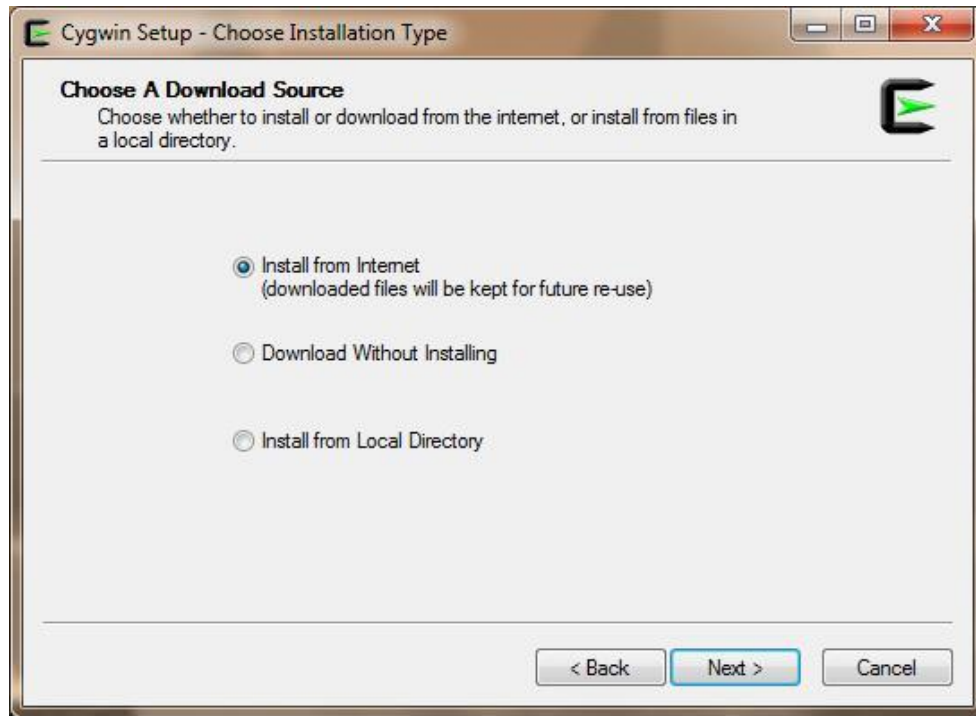 Cygwin Setup - Choose Installation Type
Choose A Download Source
Choose whether to install or download from the internet, or install from files in
a local directory.
Install from Internet
(downloaded files will be kept for future re-use)
Download Without Installing
Install from Local Directory
< Back
Next >
Cancel